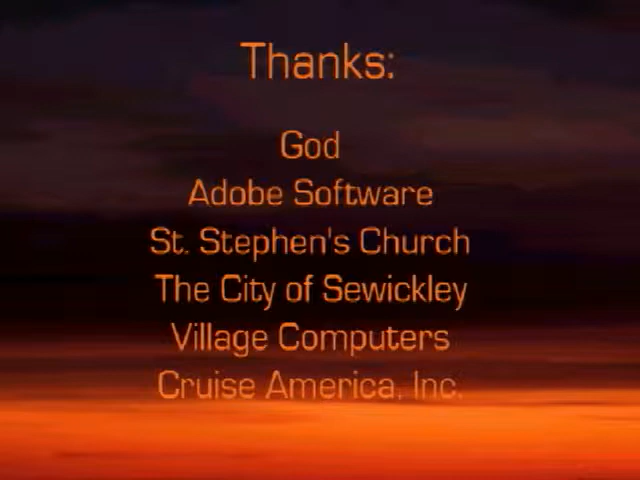 Thanks:
God
Adobe Software
St. Stephen's Church
The City of Sewickley
Village Computers
Cruise America, Inc.